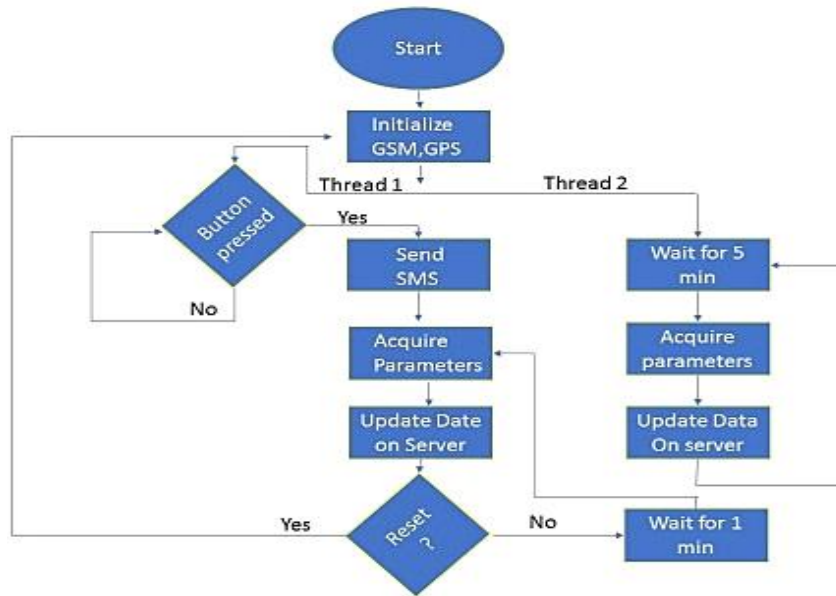 Start
Initialize
GSM,GPS
Thread 1
Thread 2
Button
pressed
Yes
No
Send
SMS
Wait for 5
min
Acquire
Parameters
Acquire
parameters
Update Date
on Server
Update Data
On server
Reset
?
Yes
No
Wait for 1
min